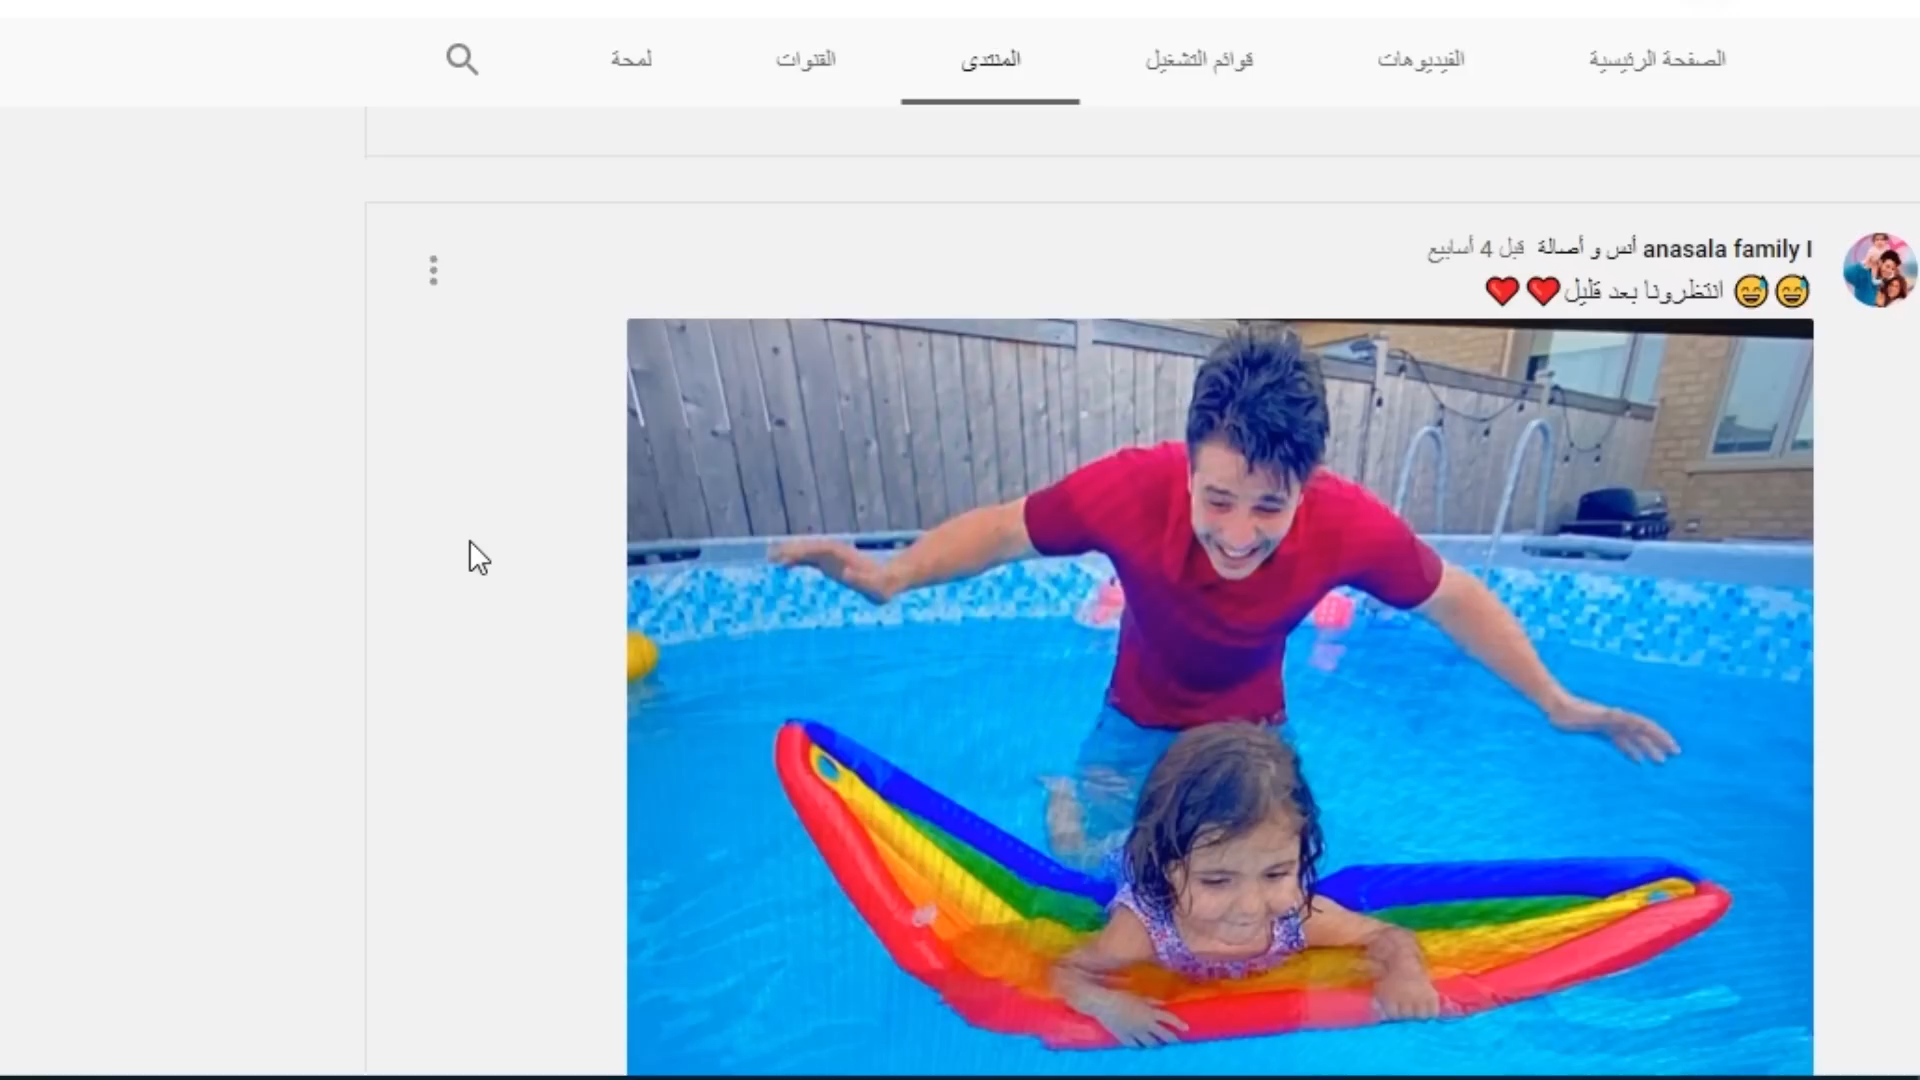 الصفحة الرئيسية
الفيديوهات
قوائم التشغيل
المنتدى
القنوات
لمحة
anasala family I أنس و أصالة قبل 4 أسابيع
😅😅 انتظرونا بعد قليل❤️❤️